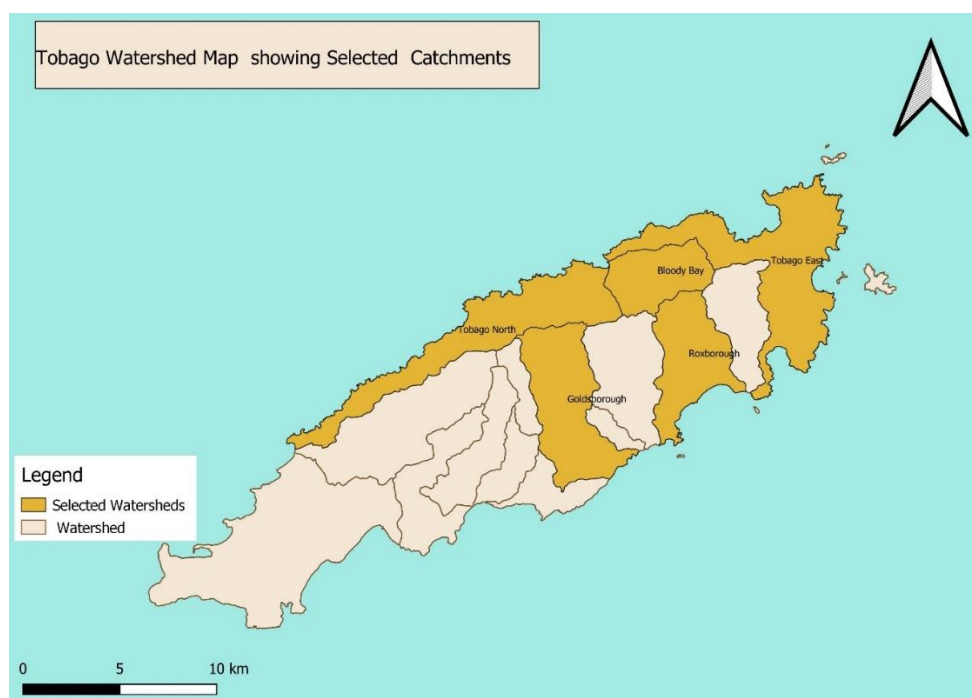 Tobago Watershed Map showing Selected Catchments
Bloody Bay
Tobago East
Tobago North
Roxborough
Goldsborough
Legend
Selected Watersheds
Watershed
0 5 10 km